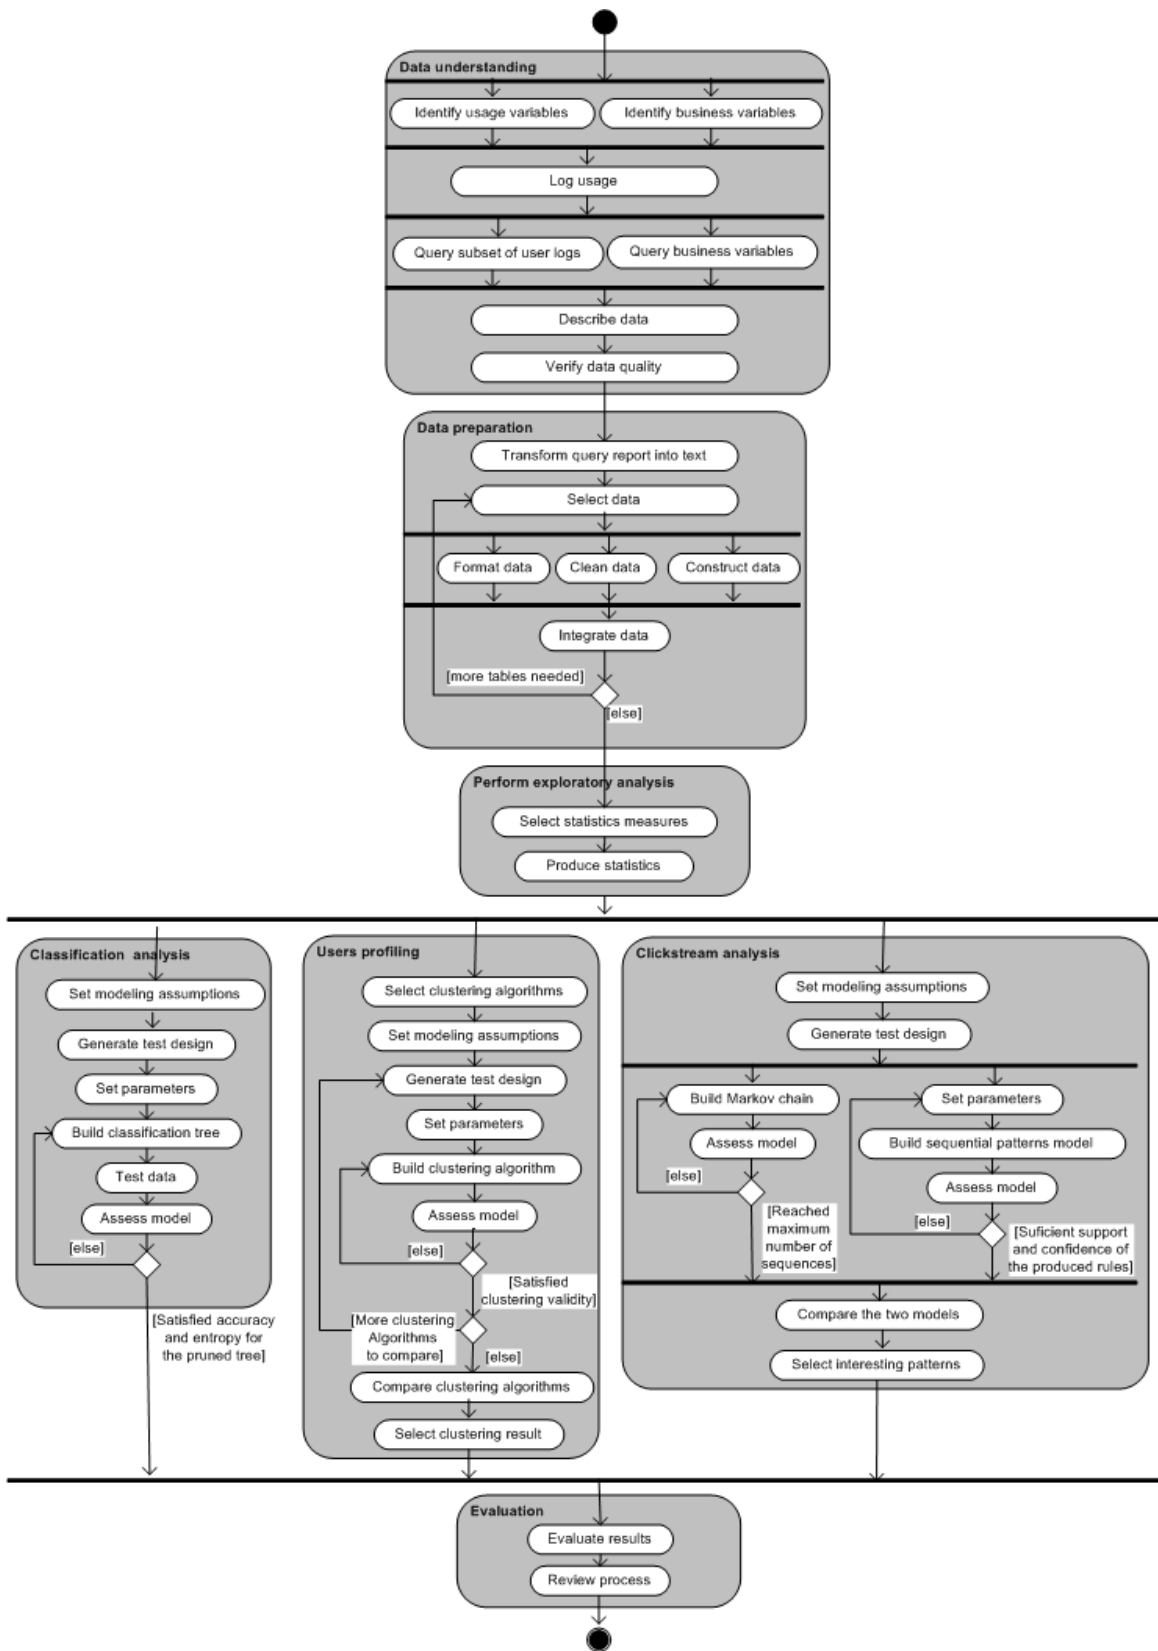 Data understanding
Identify usage variables
Identify business variables
Log usage
Query subset of user logs
Query business variables
Describe data
Verify data quality
Data preparation
Transform query report into text
Select data
Format data
Clean data
Construct data
Integrate data
[more tables needed]
[else]
Perform exploratory analysis
Select statistics measures
Produce statistics
Classification analysis
Set modeling assumptions
Generate test design
Set parameters
Build classification tree
Test data
Assess model
[else]
[Satisfied accuracy
and entropy for
the pruned tree]
Users profiling
Select clustering algorithms
Set modeling assumptions
Generate test design
Set parameters
Build clustering algorithm
Assess model
[else]
[Satisfied
clustering validity]
[More clustering
Algorithms
to compare]
[else]
Compare clustering algorithms
Select clustering result
Clickstream analysis
Set modeling assumptions
Generate test design
Build Markov chain
Assess model
[else]
[Reached
maximum
number of
sequences]
Set parameters
Build sequential patterns model
Assess model
[else]
[Suficient support
and confidence of
the produced rules]
Compare the two models
Select interesting patterns
Evaluation
Evaluate results
Review process